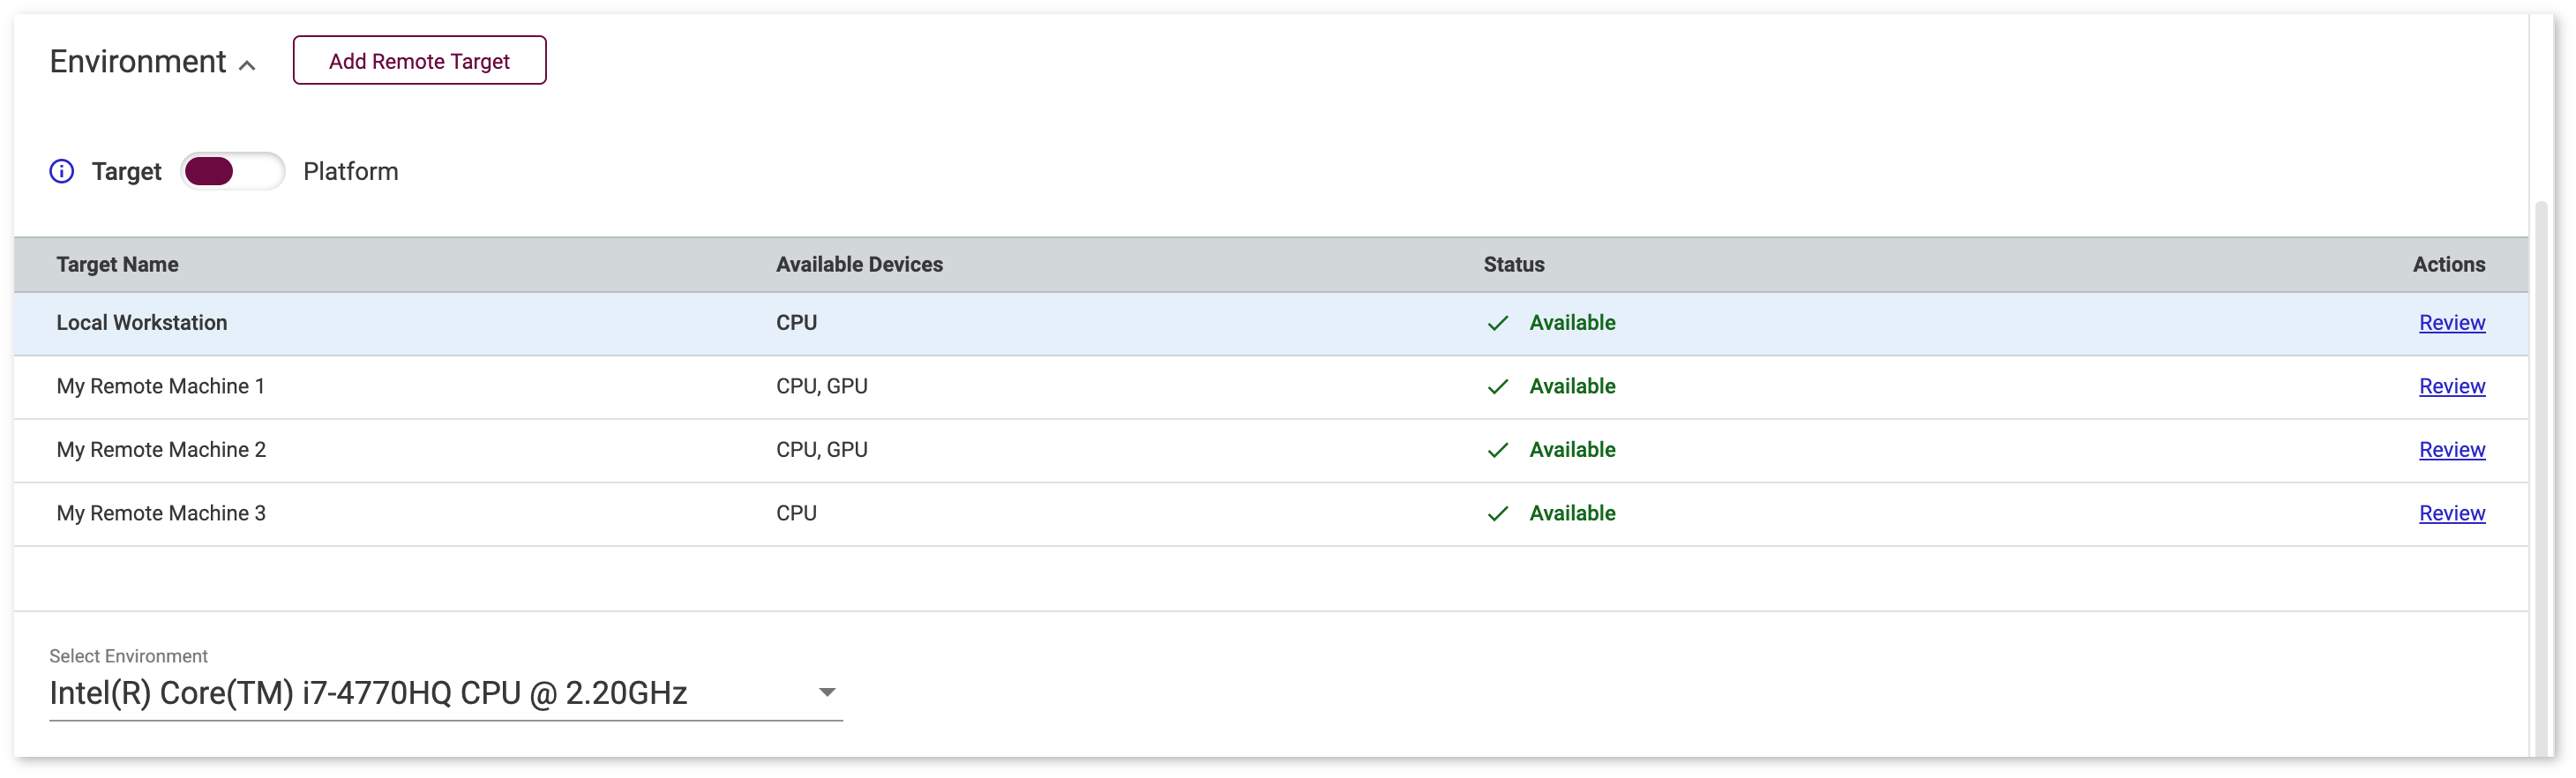 Environment Add Remote Target
Target Platform
Target Name Available Devices Status Actions
Local Workstation CPU Available Review
My Remote Machine 1 CPU, GPU Available Review
My Remote Machine 2 CPU, GPU Available Review
My Remote Machine 3 CPU Available Review
Select Environment
Intel(R) Core(TM) i7-4770HQ CPU @ 2.20GHz